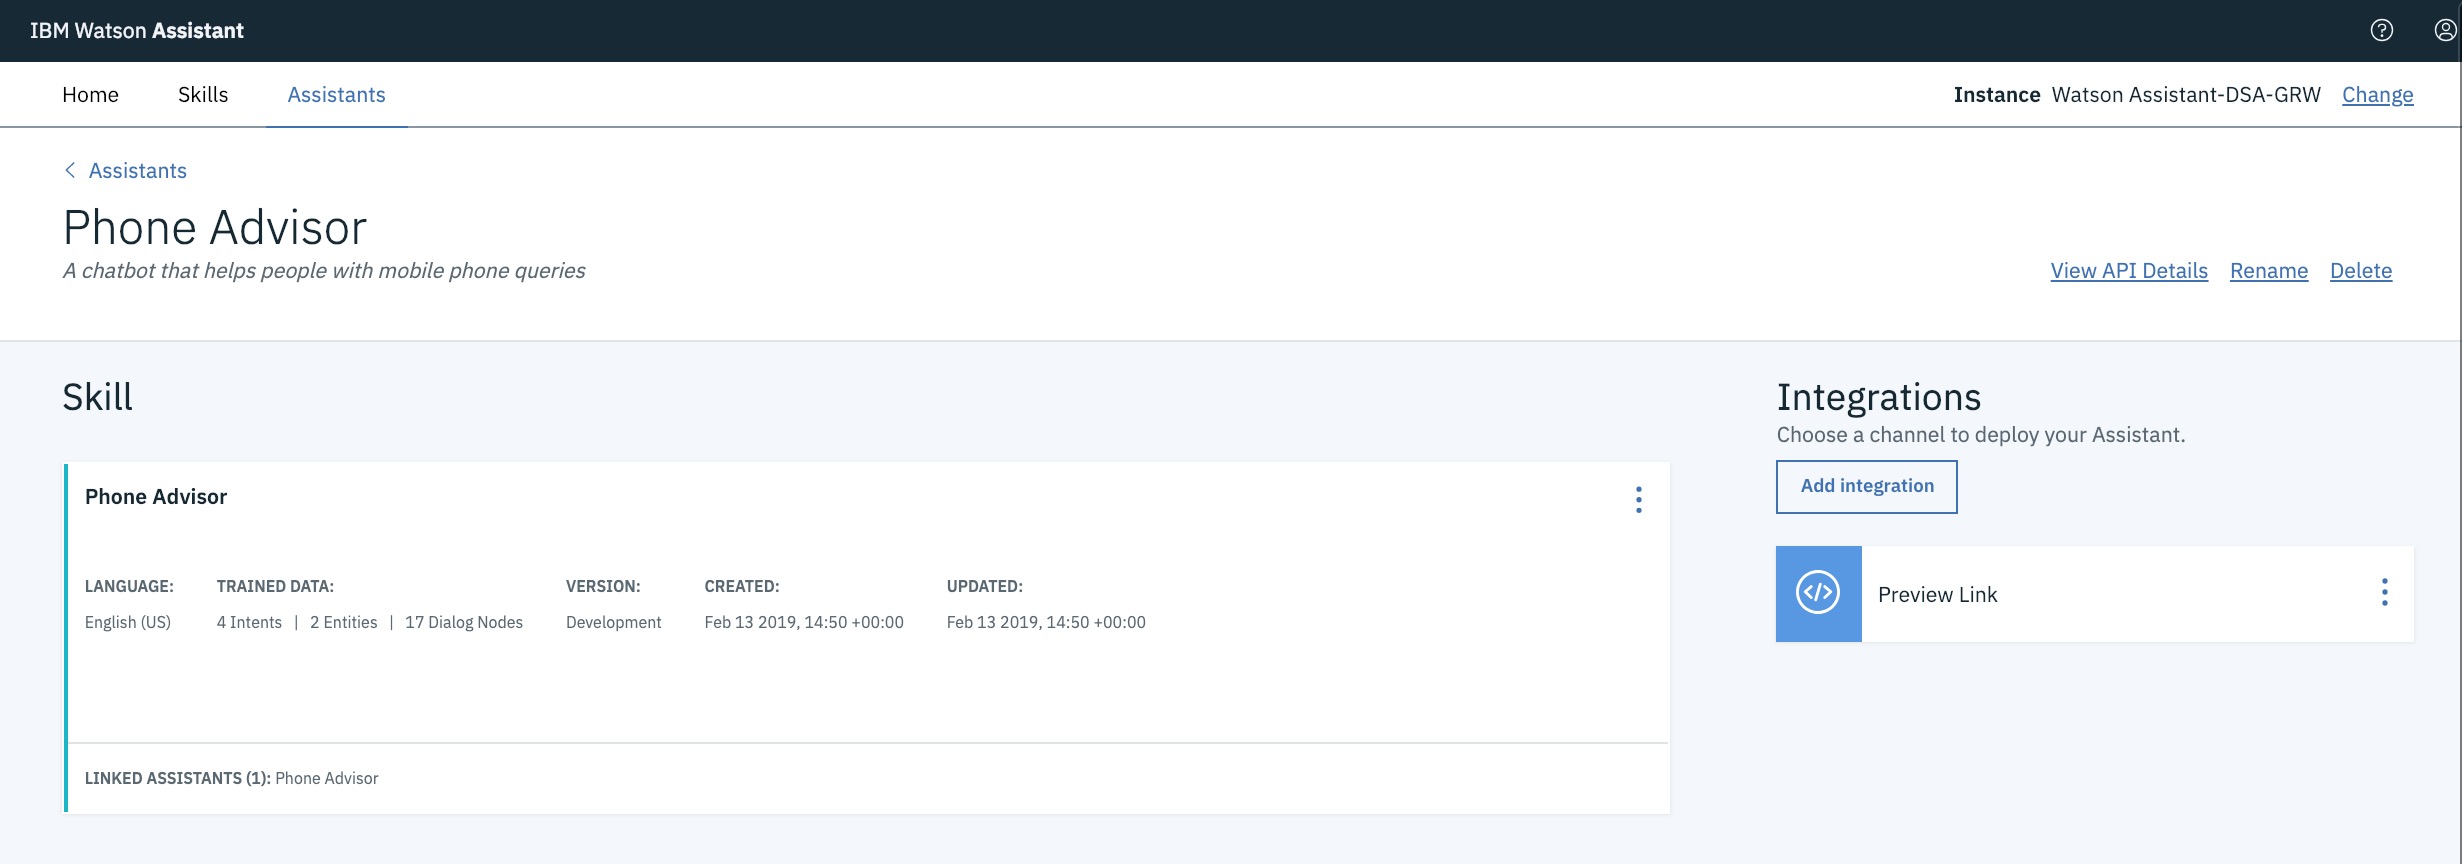 IBM Watson Assistant
Home Skills Assistants Instance Watson Assistant-DSA-GRW Change
Assistants
Phone Advisor
A chatbot that helps people with mobile phone queries
View API Details Rename Delete
Skill
Phone Advisor
LANGUAGE: TRAINED DATA: VERSION: CREATED: UPDATED:
English (US) 4 Intents | 2 Entities | 17 Dialog Nodes Development Feb 13 2019, 14:50 +00:00 Feb 13 2019, 14:50 +00:00
LINKED ASSISTANTS (1): Phone Advisor
Integrations
Choose a channel to deploy your Assistant.
Add integration
Preview Link